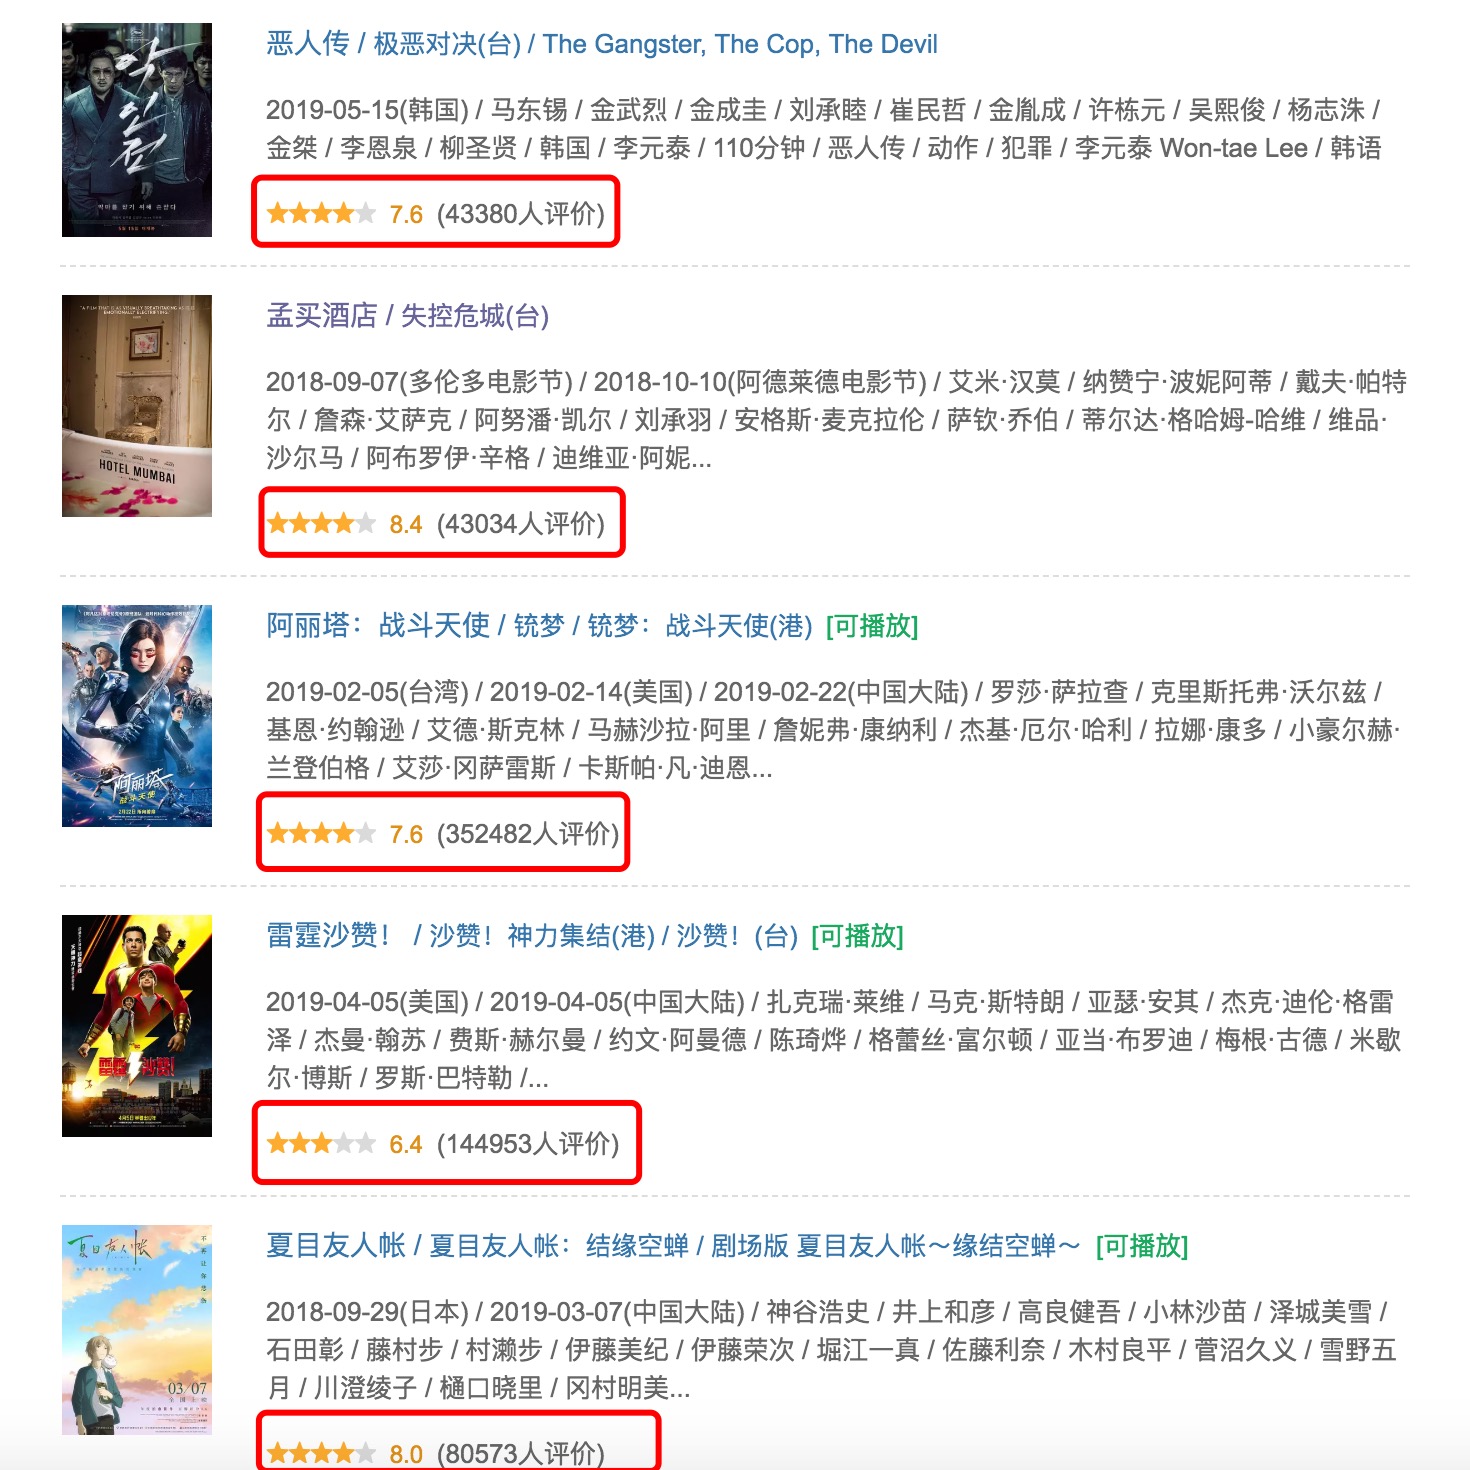 恶人传 / 极恶对决(台) / The Gangster, The Cop, The Devil
2019-05-15(韩国) / 马东锡 / 金武烈 / 金成圭 / 刘承睦 / 崔民哲 / 金胤成 / 许栋元 / 吴熙俊 / 杨志洙 /
金桀 / 李恩泉 / 柳圣贤 / 韩国 / 李元泰 / 110分钟 / 恶人传 / 动作 / 犯罪 / 李元泰 Won-tae Lee / 韩语
7.6 (43380人评价)
HOTEL MUMBAI
孟买酒店 / 失控危城(台)
2018-09-07(多伦多电影节) / 2018-10-10(阿德莱德电影节) / 艾米·汉莫 / 纳赞宁·波妮阿蒂 / 戴夫·帕特
尔 / 詹森·艾萨克 / 阿努潘·凯尔 / 刘承羽 / 安格斯·麦克拉伦 / 萨钦·乔伯 / 蒂尔达·格哈姆-哈维 / 维品·
沙尔马 / 阿布罗伊·辛格 / 迪维亚·阿妮...
8.4 (43034人评价)
阿丽塔
战斗天使
阿丽塔：战斗天使 / 铳梦 / 铳梦：战斗天使(港) [可播放]
2019-02-05(台湾) / 2019-02-14(美国) / 2019-02-22(中国大陆) / 罗莎·萨拉查 / 克里斯托弗·沃尔兹 /
基恩·约翰逊 / 艾德·斯克林 / 马赫沙拉·阿里 / 詹妮弗·康纳利 / 杰基·厄尔·哈利 / 拉娜·康多 / 小豪尔赫·
兰登伯格 / 艾莎·冈萨雷斯 / 卡斯帕·凡·迪恩...
7.6 (352482人评价)
雷霆沙赞!
雷霆沙赞！ / 沙赞！神力集结(港) / 沙赞！(台) [可播放]
2019-04-05(美国) / 2019-04-05(中国大陆) / 扎克瑞·莱维 / 马克·斯特朗 / 亚瑟·安其 / 杰克·迪伦·格雷
泽 / 杰曼·翰苏 / 费斯·赫尔曼 / 约文·阿曼德 / 陈琦烨 / 格蕾丝·富尔顿 / 亚当·布罗迪 / 梅根·古德 / 米歇
尔·博斯 / 罗斯·巴特勒 /...
6.4 (144953人评价)
夏目友人帐
03/07
夏目友人帐 / 夏目友人帐：结缘空蝉 / 剧场版 夏目友人帐～缘结空蝉～ [可播放]
2018-09-29(日本) / 2019-03-07(中国大陆) / 神谷浩史 / 井上和彦 / 高良健吾 / 小林沙苗 / 泽城美雪 /
石田彰 / 藤村步 / 村濑步 / 伊藤美纪 / 伊藤荣次 / 堀江一真 / 佐藤利奈 / 木村良平 / 菅沼久义 / 雪野五
月 / 川澄绫子 / 樋口晓里 / 冈村明美...
8.0 (80573人评价)